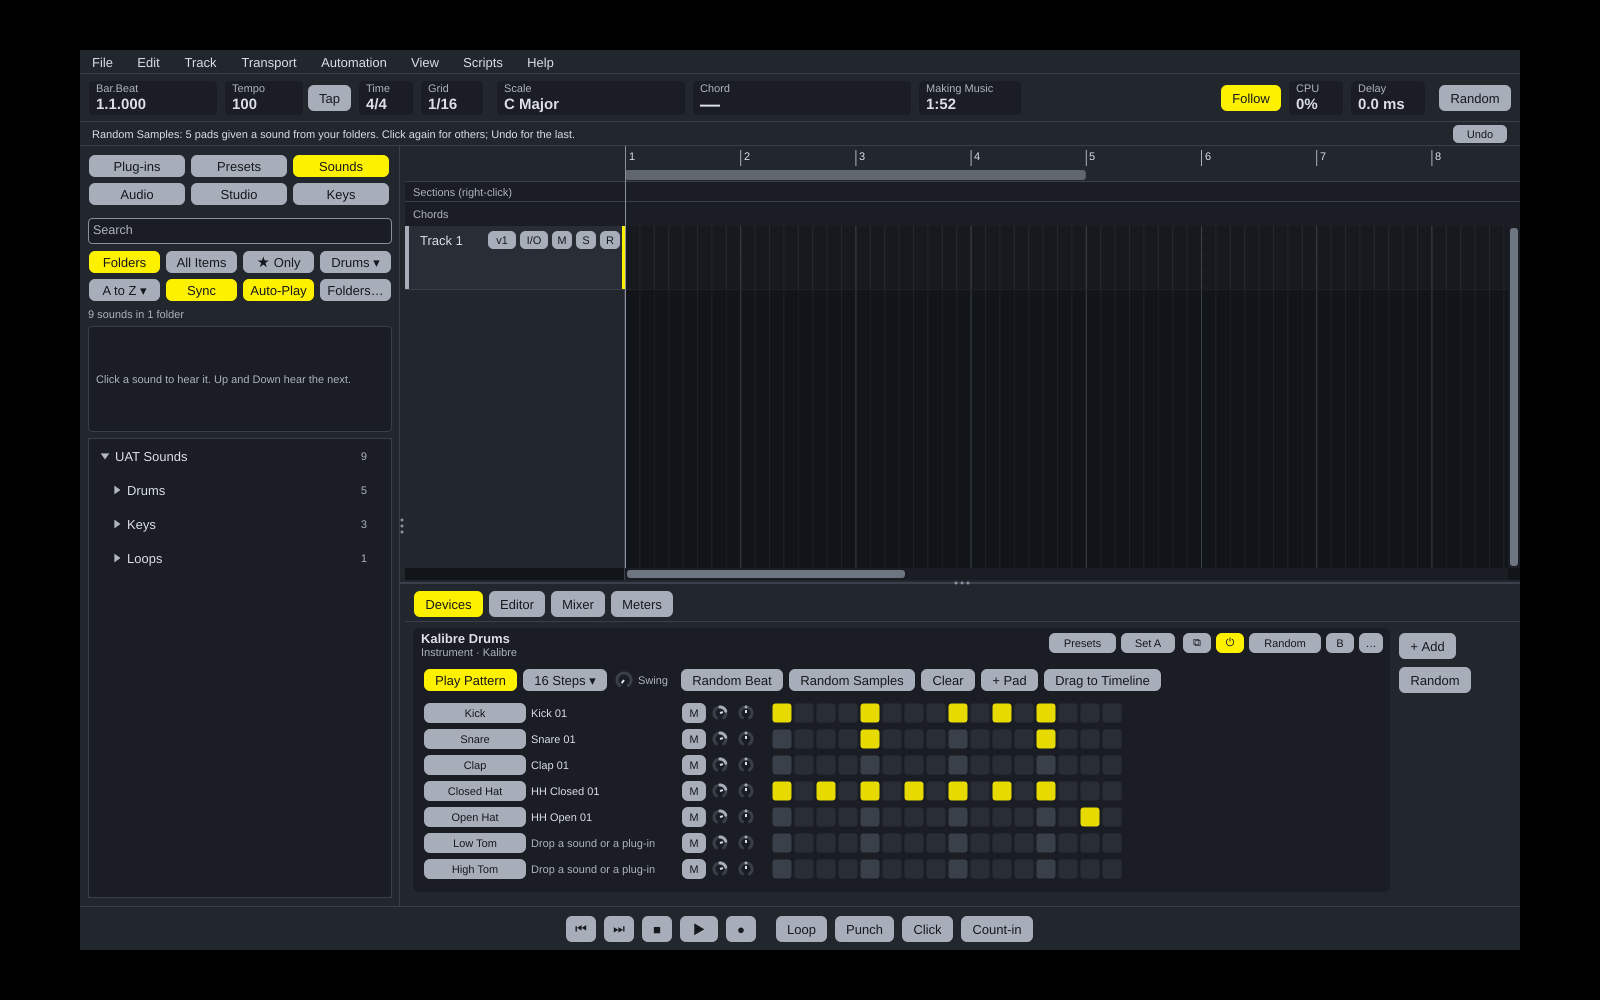 File Edit Track Transport Automation View Scripts Help
Bar.Beat Tempo Time Grid Scale Chord Making Music CPU Delay
1.1.000 100 Tap 4/4 1/16 C Major — 1:52 Follow 0% 0.0 ms Random
Random Samples: 5 pads given a sound from your folders. Click again for others; Undo for the last. Undo
Plug-ins Presets Sounds
Audio Studio Keys
Search
Folders All Items ★ Only Drums ▾
A to Z ▾ Sync Auto-Play Folders…
9 sounds in 1 folder
Click a sound to hear it. Up and Down hear the next.
UAT Sounds 9
Drums 5
Keys 3
Loops 1
1 2 3 4 5 6 7 8
Sections (right-click)
Chords
Track 1 v1 I/O M S R
Devices Editor Mixer Meters
Kalibre Drums
Instrument · Kalibre
Presets Set A Random B …
+ Add
Random
Play Pattern 16 Steps ▾ Swing Random Beat Random Samples Clear + Pad Drag to Timeline
Kick Kick 01 M
Snare Snare 01 M
Clap Clap 01 M
Closed Hat HH Closed 01 M
Open Hat HH Open 01 M
Low Tom Drop a sound or a plug-in M
High Tom Drop a sound or a plug-in M
Loop Punch Click Count-in